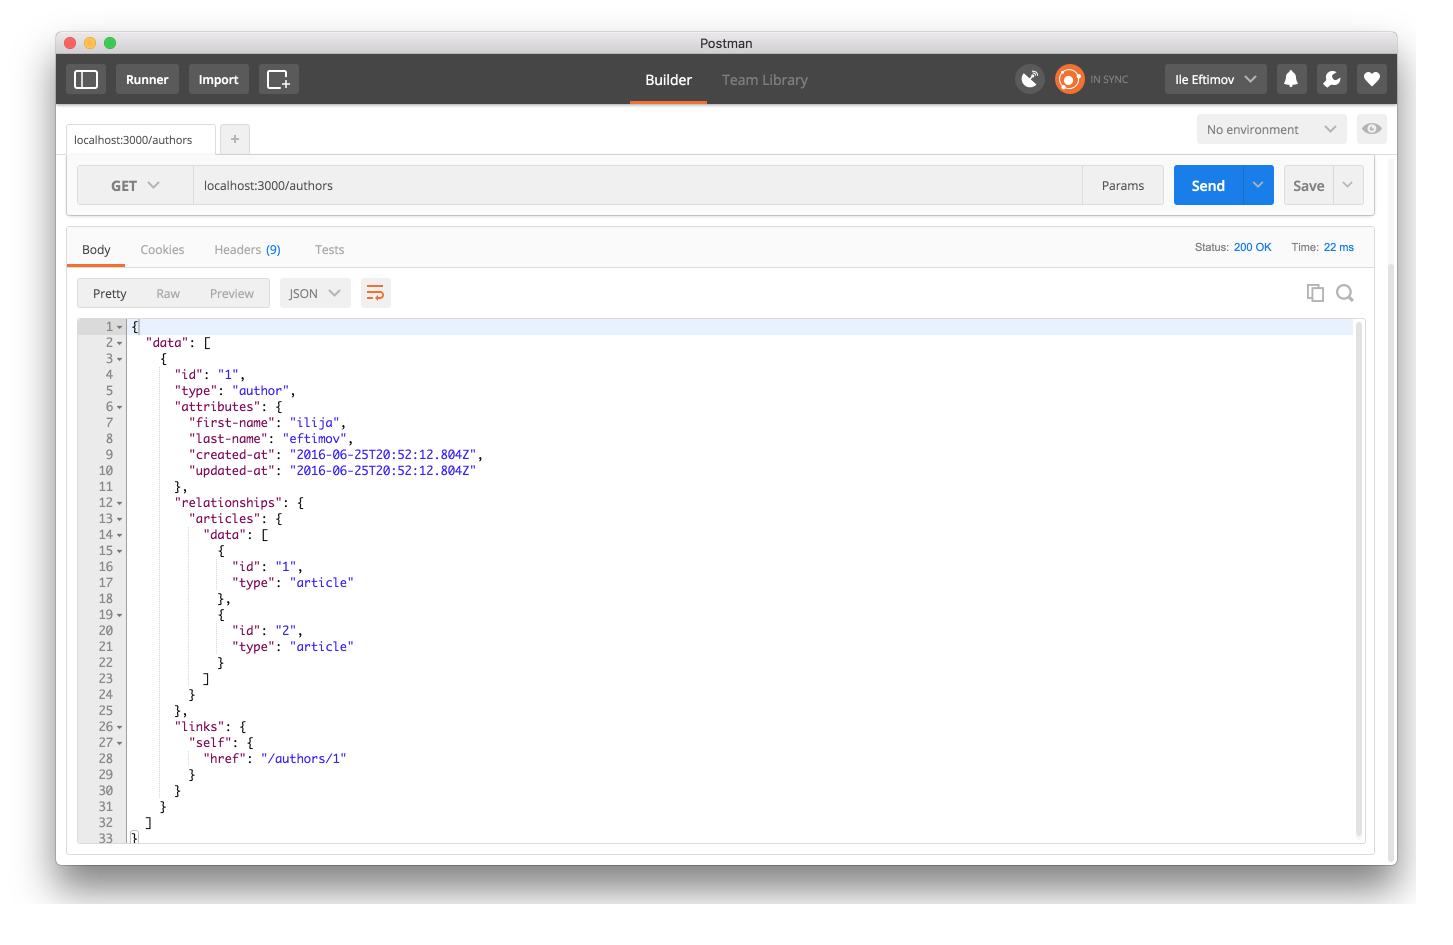 Postman
Runner Import Builder Team Library IN SYNC Ile Eftimov
localhost:3000/authors + No environment
GET localhost:3000/authors Params Send Save
Body Cookies Headers (9) Tests Status: 200 OK Time: 22 ms
Pretty Raw Preview JSON
1 {
2 "data": [
3 {
4 "id": "1",
5 "type": "author",
6 "attributes": {
7 "first-name": "ilija",
8 "last-name": "eftimov",
9 "created-at": "2016-06-25T20:52:12.804Z",
10 "updated-at": "2016-06-25T20:52:12.804Z"
11 },
12 "relationships": {
13 "articles": {
14 "data": [
15 {
16 "id": "1",
17 "type": "article"
18 },
19 {
20 "id": "2",
21 "type": "article"
22 }
23 ]
24 }
25 },
26 "links": {
27 "self": {
28 "href": "/authors/1"
29 }
30 }
31 }
32 ]
33 }